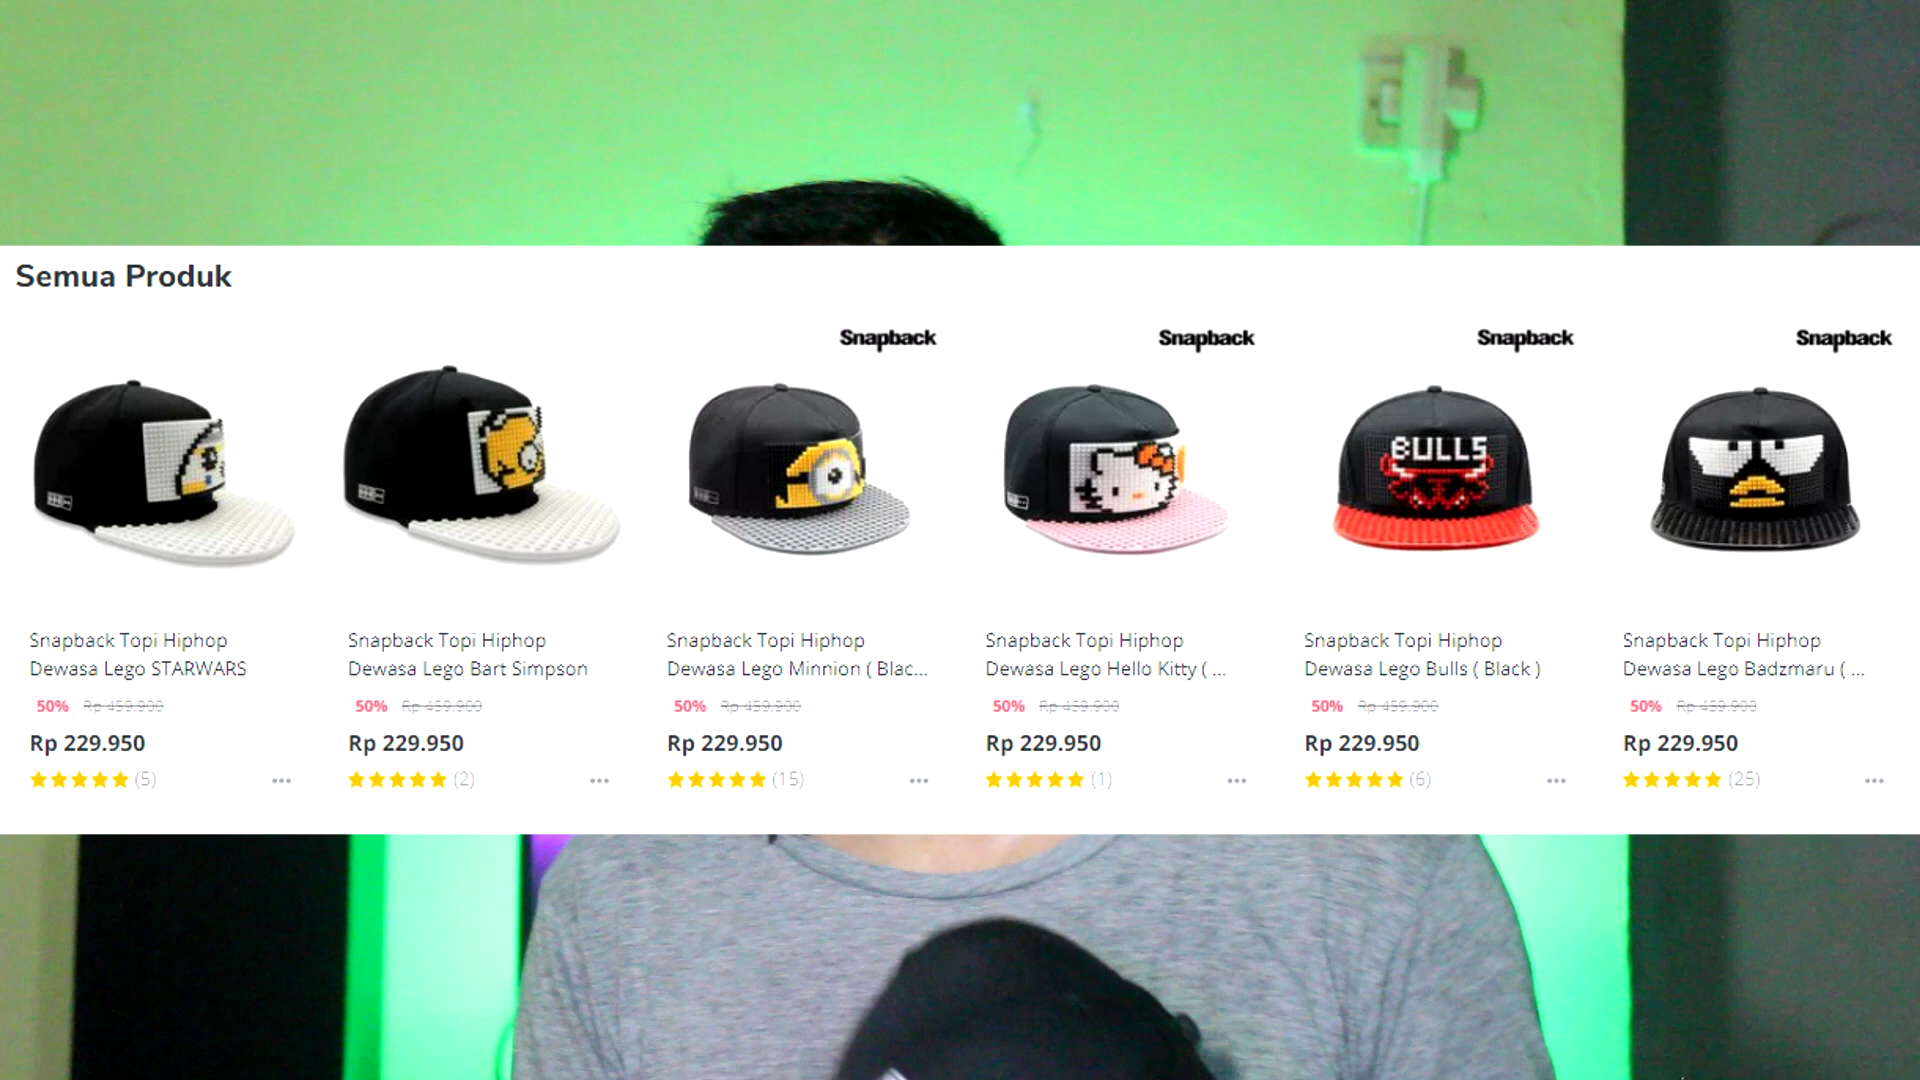 Semua Produk
Snapback
Snapback
Snapback
Snapback
BULLS
Snapback Topi Hiphop
Dewasa Lego STARWARS
50% Rp 459.900
Rp 229.950
(5)
Snapback Topi Hiphop
Dewasa Lego Bart Simpson
50% Rp 459.900
Rp 229.950
(2)
Snapback Topi Hiphop
Dewasa Lego Minnion ( Blac...
50% Rp 459.900
Rp 229.950
(15)
Snapback Topi Hiphop
Dewasa Lego Hello Kitty ( ...
50% Rp 459.900
Rp 229.950
(1)
Snapback Topi Hiphop
Dewasa Lego Bulls ( Black )
50% Rp 459.900
Rp 229.950
(6)
Snapback Topi Hiphop
Dewasa Lego Badzmaru ( ...
50% Rp 459.900
Rp 229.950
(25)